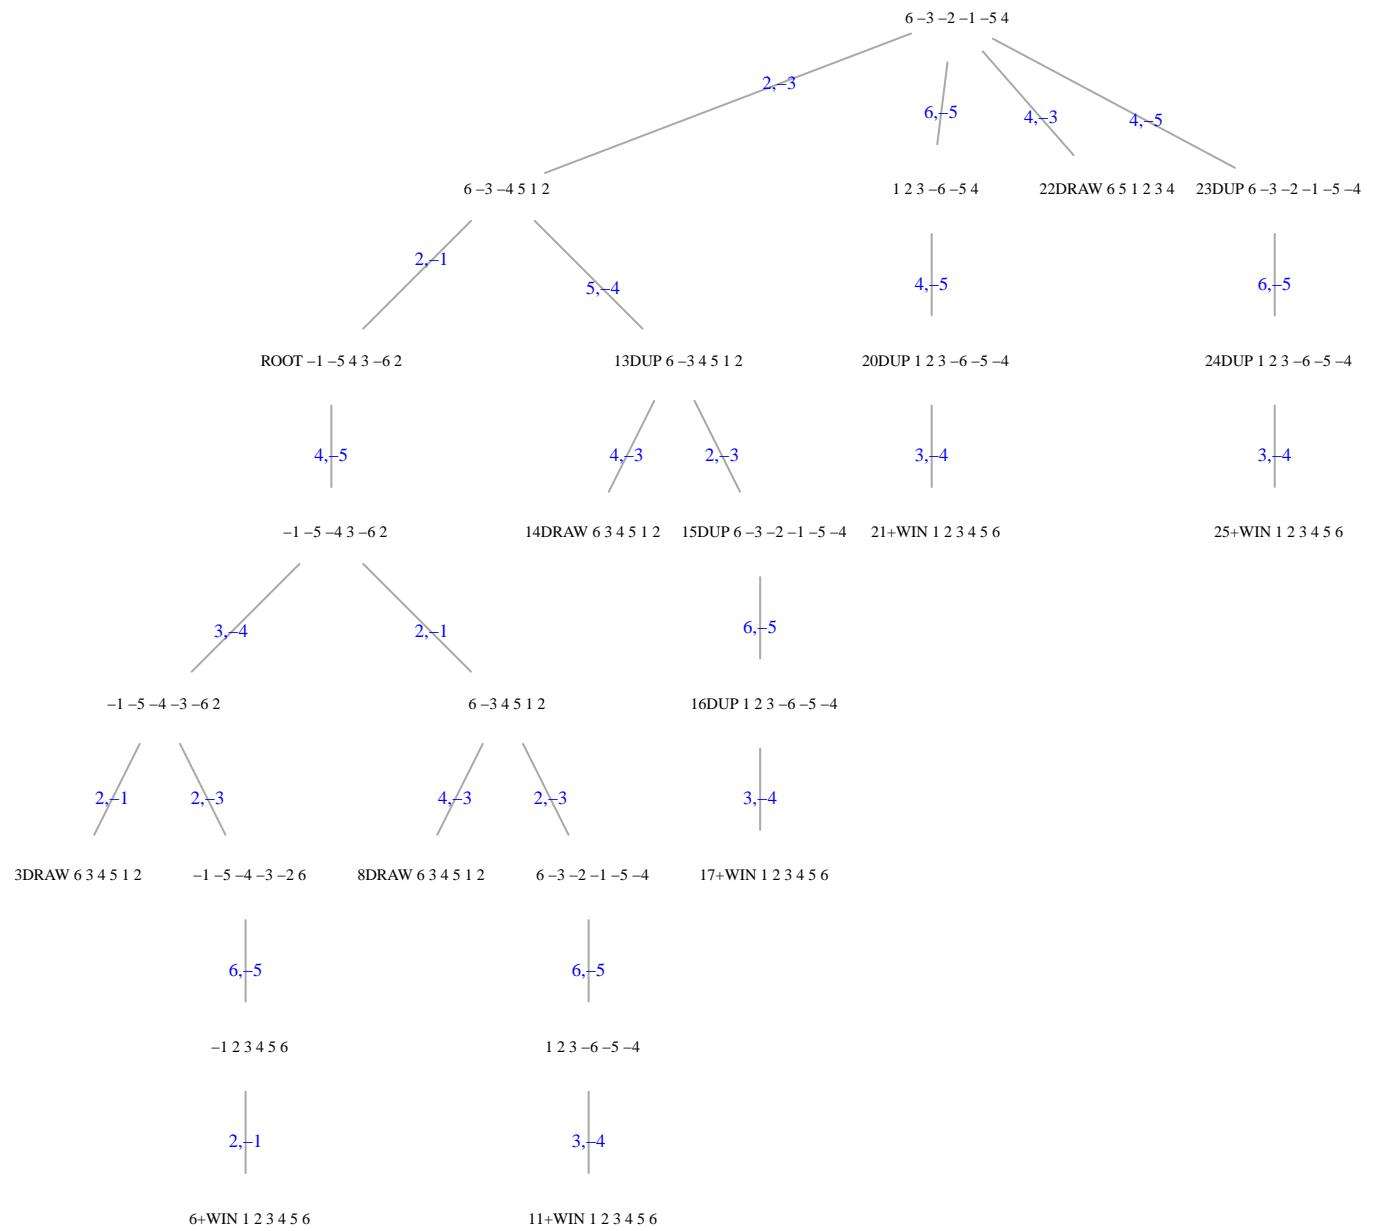 6 –3 –2 –1 –5 4
2,–3
6,–5
4,–3
4,–5
6 –3 –4 5 1 2
1 2 3 –6 –5 4
22DRAW 6 5 1 2 3 4
23DUP 6 –3 –2 –1 –5 –4
2,–1
5,–4
4,–5
6,–5
ROOT –1 –5 4 3 –6 2
13DUP 6 –3 4 5 1 2
20DUP 1 2 3 –6 –5 –4
24DUP 1 2 3 –6 –5 –4
4,–5
4,–3
2,–3
3,–4
3,–4
–1 –5 –4 3 –6 2
14DRAW 6 3 4 5 1 2
15DUP 6 –3 –2 –1 –5 –4
21+WIN 1 2 3 4 5 6
25+WIN 1 2 3 4 5 6
3,–4
2,–1
6,–5
–1 –5 –4 –3 –6 2
6 –3 4 5 1 2
16DUP 1 2 3 –6 –5 –4
2,–1
2,–3
4,–3
2,–3
3,–4
3DRAW 6 3 4 5 1 2
–1 –5 –4 –3 –2 6
8DRAW 6 3 4 5 1 2
6 –3 –2 –1 –5 –4
17+WIN 1 2 3 4 5 6
6,–5
6,–5
–1 2 3 4 5 6
1 2 3 –6 –5 –4
2,–1
3,–4
6+WIN 1 2 3 4 5 6
11+WIN 1 2 3 4 5 6